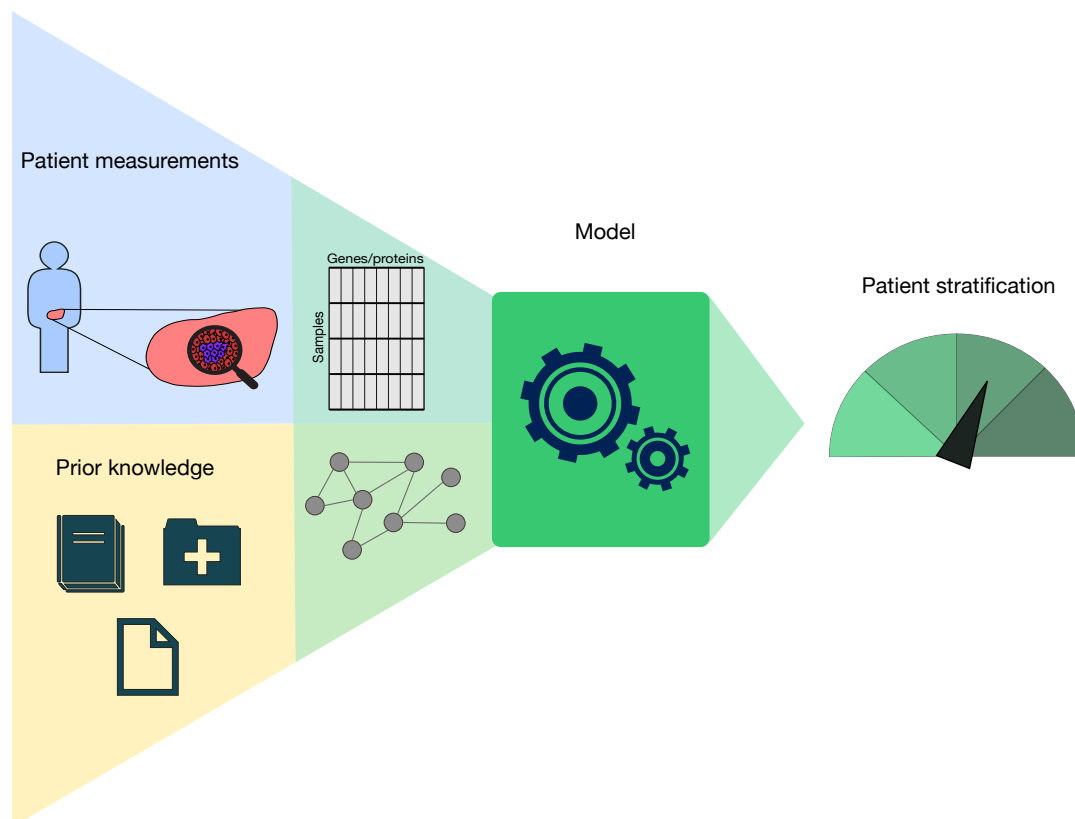 Patient measurements
Genes/proteins
Samples
Model
Patient stratification
Prior knowledge